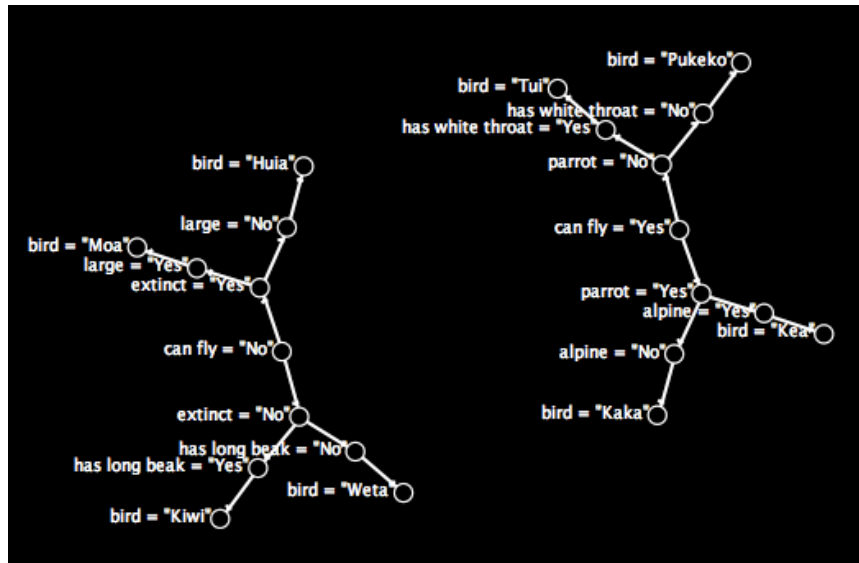 bird = "Pukeko"
bird = "Tui"
has white throat = "No"
has white throat = "Yes"
bird = "Huia"
parrot = "No"
large = "No"
can fly = "Yes"
bird = "Moa"
large = "Yes"
extinct = "Yes"
parrot = "Yes"
alpine = "Yes"
bird = "Kea"
can fly = "No"
alpine = "No"
extinct = "No"
bird = "Kaka"
has long beak = "No"
has long beak = "Yes"
bird = "Weta"
bird = "Kiwi"